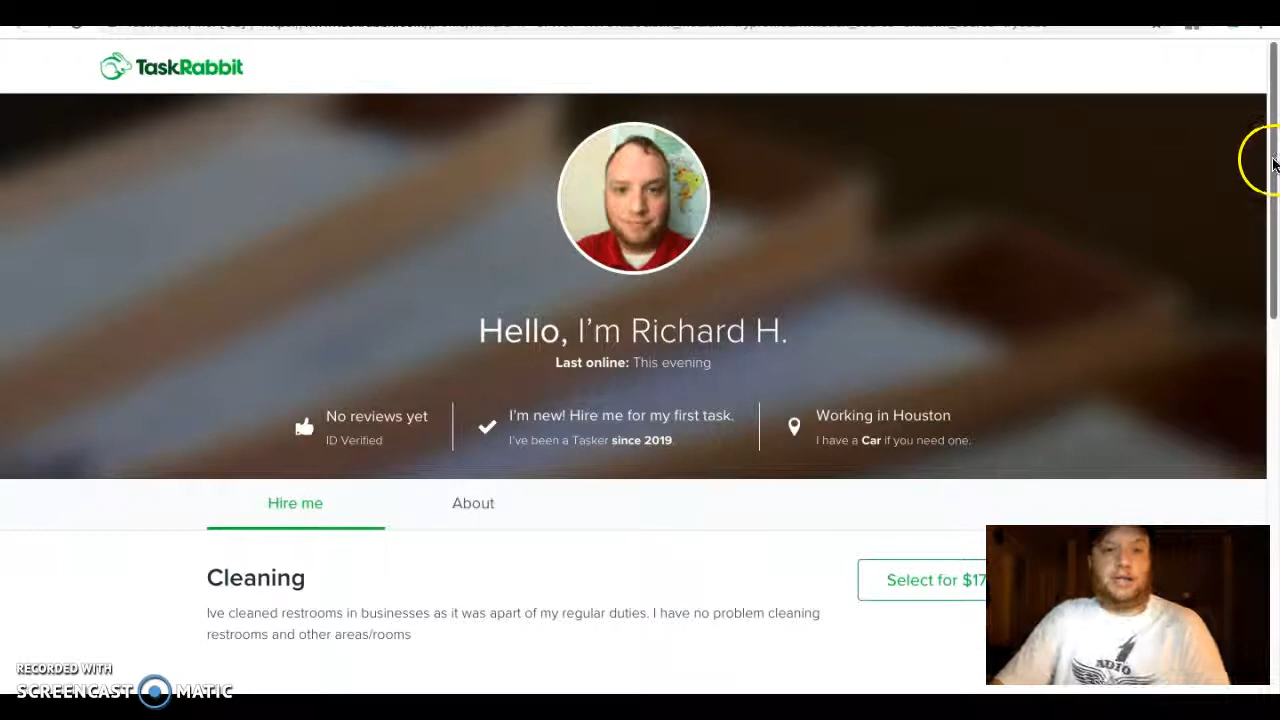 TaskRabbit
Hello, I'm Richard H.
Last online: This evening
No reviews yet
ID Verified
I'm new! Hire me for my first task.
I've been a Tasker since 2019.
Working in Houston
I have a Car if you need one.
Hire me
About
Cleaning
Select for $17
Ive cleaned restrooms in businesses as it was apart of my regular duties. I have no problem cleaning
restrooms and other areas/rooms
RECORDED WITH
SCREENCAST MATIC